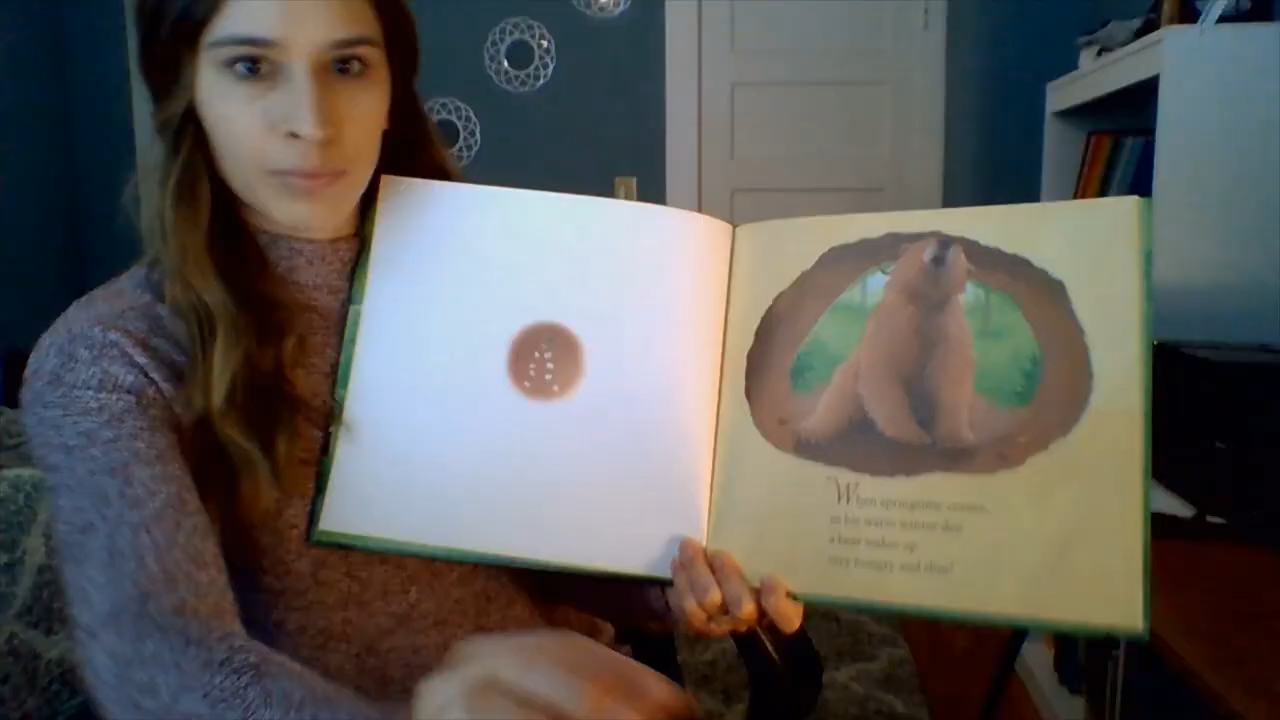 When springtime comes,
in his warm winter den
a bear wakes up
very hungry and thin!